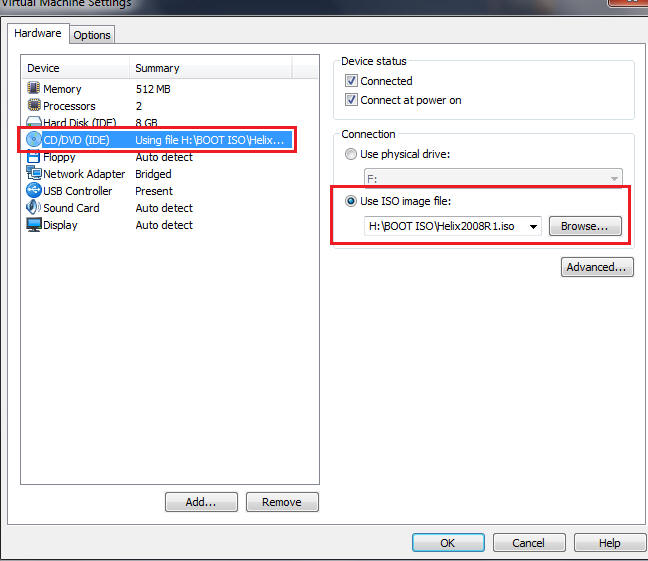 Virtual Machine Settings
Hardware
Options
Device Summary
Memory 512 MB
Processors 2
Hard Disk (IDE) 8 GB
CD/DVD (IDE) Using file H:\BOOT ISO\Helix...
Floppy Auto detect
Network Adapter Bridged
USB Controller Present
Sound Card Auto detect
Display Auto detect
Add...
Remove
Device status
Connected
Connect at power on
Connection
Use physical drive:
F:
Use ISO image file:
H:\BOOT ISO\Helix2008R1.iso
Browse...
Advanced...
OK
Cancel
Help